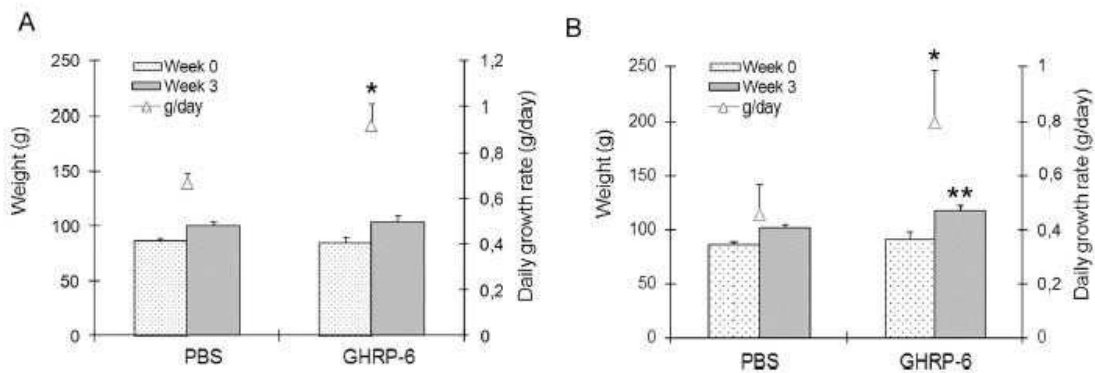 A
Weight (g)
250
200
150
100
50
0
Week 0
Week 3
g/day
*
1,2
1
0,8
0,6
0,4
0,2
0
Daily growth rate (g/day)
PBS GHRP-6
B
Weight (g)
250
200
150
100
50
0
Week 0
Week 3
g/day
*
**
1
0,8
0,6
0,4
0,2
0
Daily growth rate (g/day)
PBS GHRP-6